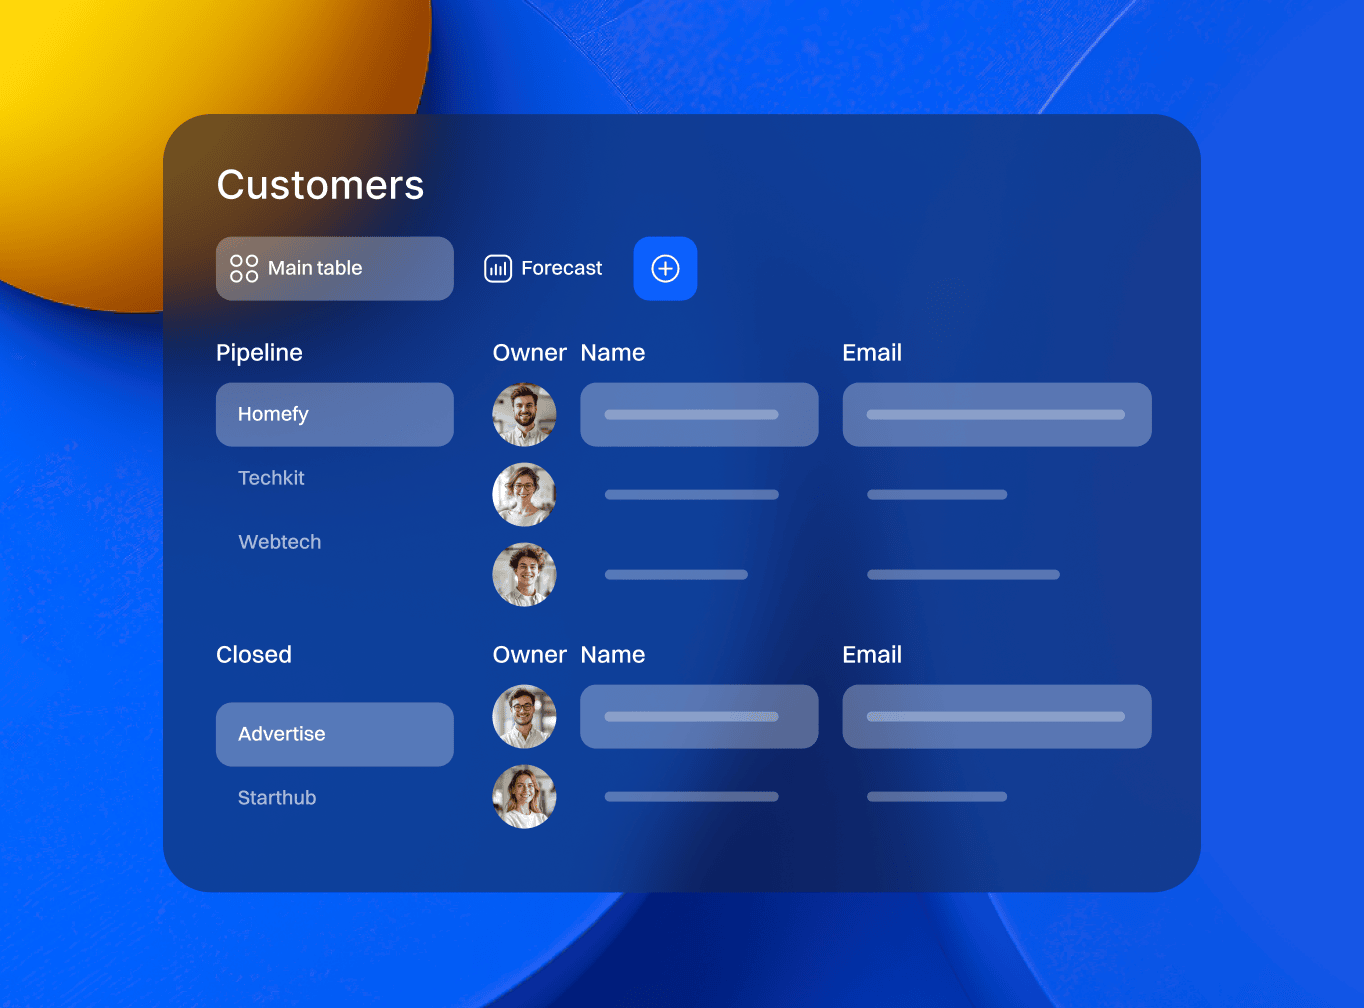 Customers
Main table
Forecast
Pipeline Owner Name Email
Homefy
Techkit
Webtech
Closed Owner Name Email
Advertise
Starthub